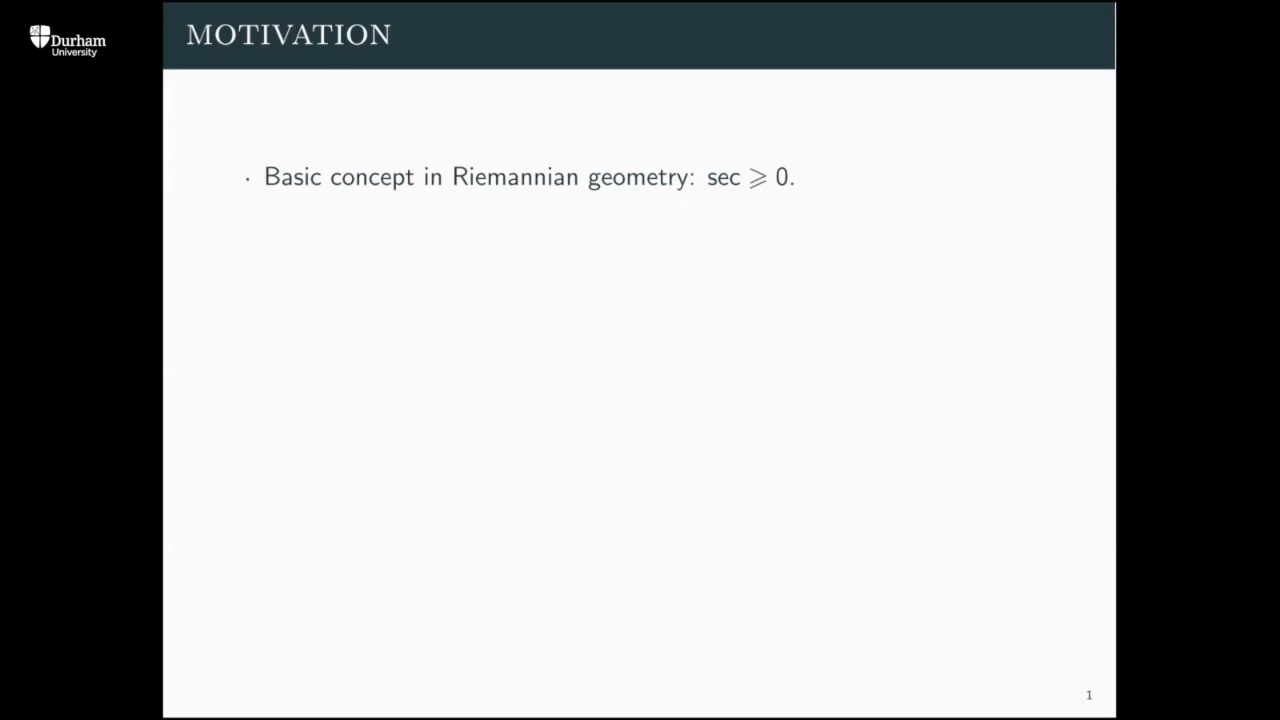 Durham
University
MOTIVATION
· Basic concept in Riemannian geometry: sec ⩾ 0.
1